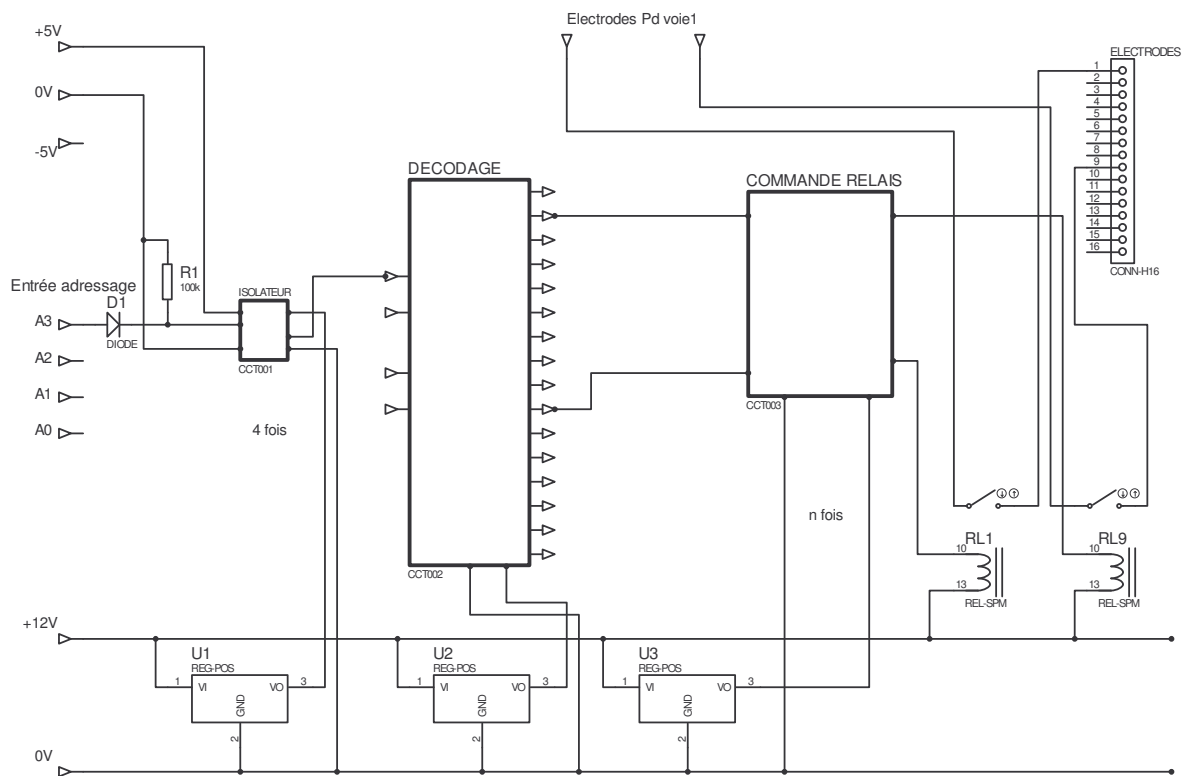 Electrodes Pd voie1
+5V
0V
-5V
ELECTRODES
1
2
3
4
5
6
7
8
9
10
11
12
13
14
15
16
CONN-H16
DECODAGE
COMMANDE RELAIS
R1
100k
Entrée adressage
D1
DIODE
ISOLATEUR
A3
A2
A1
A0
CCT001
4 fois
CCT003
n fois
CCT002
RL1
10
13
REL-SPM
RL9
10
13
REL-SPM
+12V
U1
REG-POS
1
VI
VO
3
GND
2
U2
REG-POS
1
VI
VO
3
GND
2
U3
REG-POS
1
VI
VO
3
GND
2
0V